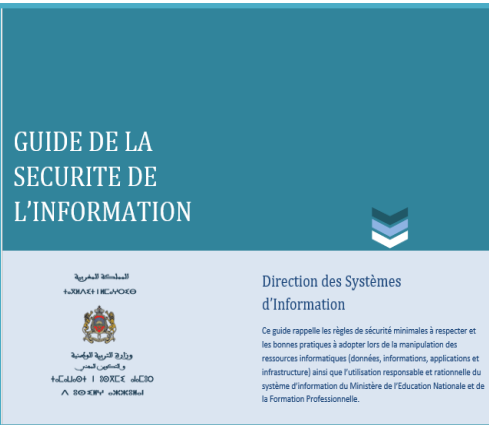 GUIDE DE LA
SECURITE DE
L'INFORMATION
المملكة المغربية
ⵜⴰⴳⵍⴷⵉⵜ ⵏ ⵍⵎⵖⵔⵉⴱ
وزارة التربية الوطنية
و التكوين المهني
Direction des Systèmes
d'Information
Ce guide rappelle les règles de sécurité minimales à respecter et
les bonnes pratiques à adopter lors de la manipulation des
ressources informatiques (données, informations, applications et
infrastructure) ainsi que l'utilisation responsable et rationnelle du
système d'information du Ministère de l'Education Nationale et de
la Formation Professionnelle.